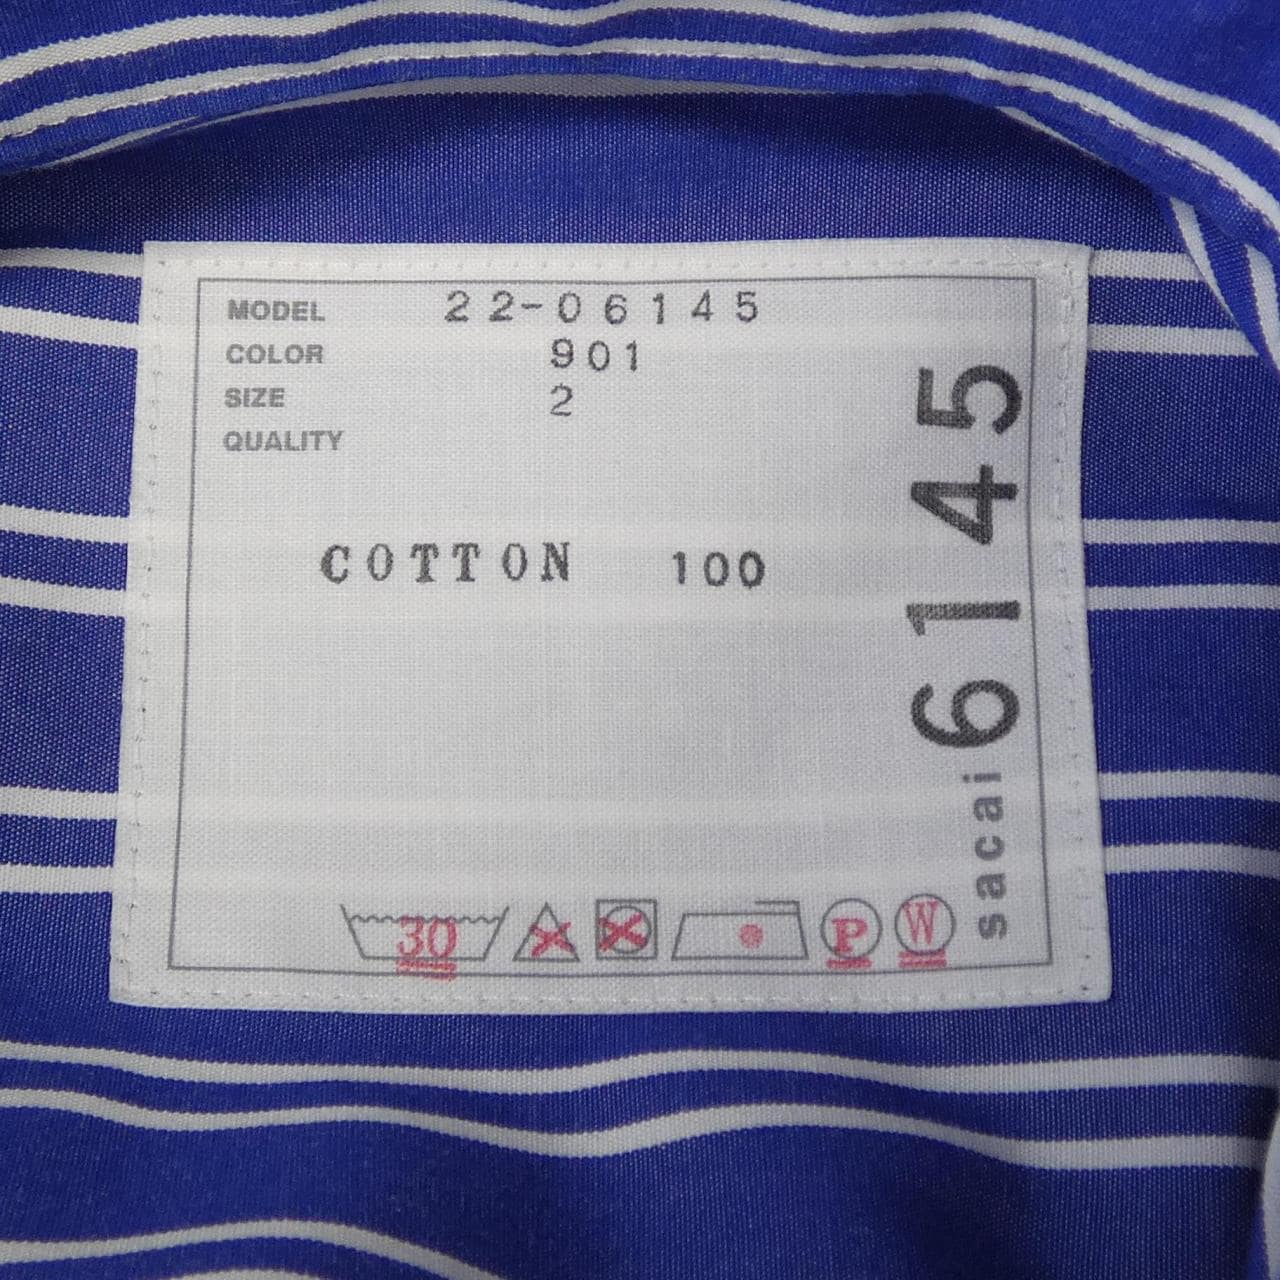 MODEL 22-06145
COLOR 901
SIZE 2
QUALITY
COTTON 100
30 P W
sacai 6145